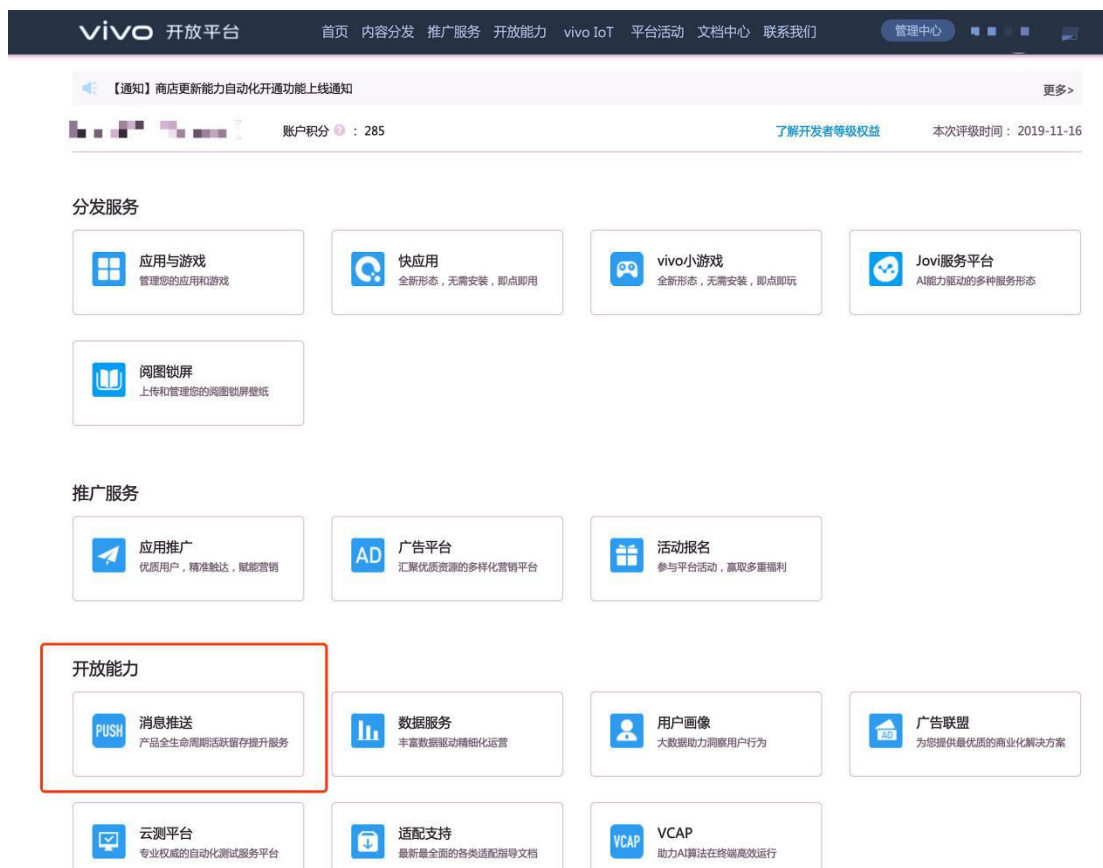 vivo 开放平台 首页 内容分发 推广服务 开放能力 vivo IoT 平台活动 文档中心 联系我们 管理中心
【通知】商店更新能力自动化开通功能上线通知 更多>
账户积分 ? : 285 了解开发者等级权益 本次评级时间： 2019-11-16
分发服务
应用与游戏 快应用 vivo小游戏 Jovi服务平台
管理您的应用和游戏 全新形态，无需安装，即点即用 全新形态，无需安装，即点即玩 AI能力驱动的多种服务形态
阅图锁屏
上传和管理您的阅图锁屏壁纸
推广服务
应用推广 AD 广告平台 活动报名
优质用户，精准触达，赋能营销 汇聚优质资源的多样化营销平台 参与平台活动，赢取多重福利
开放能力
PUSH 消息推送 数据服务 用户画像 AD 广告联盟
产品全生命周期活跃留存提升服务 丰富数据驱动精细化运营 大数据助力洞察用户行为 为您提供最优质的商业化解决方案
云测平台 适配支持 VCAP VCAP
专业权威的自动化测试服务平台 最新最全面的各类适配指导文档 助力AI算法在终端高效运行